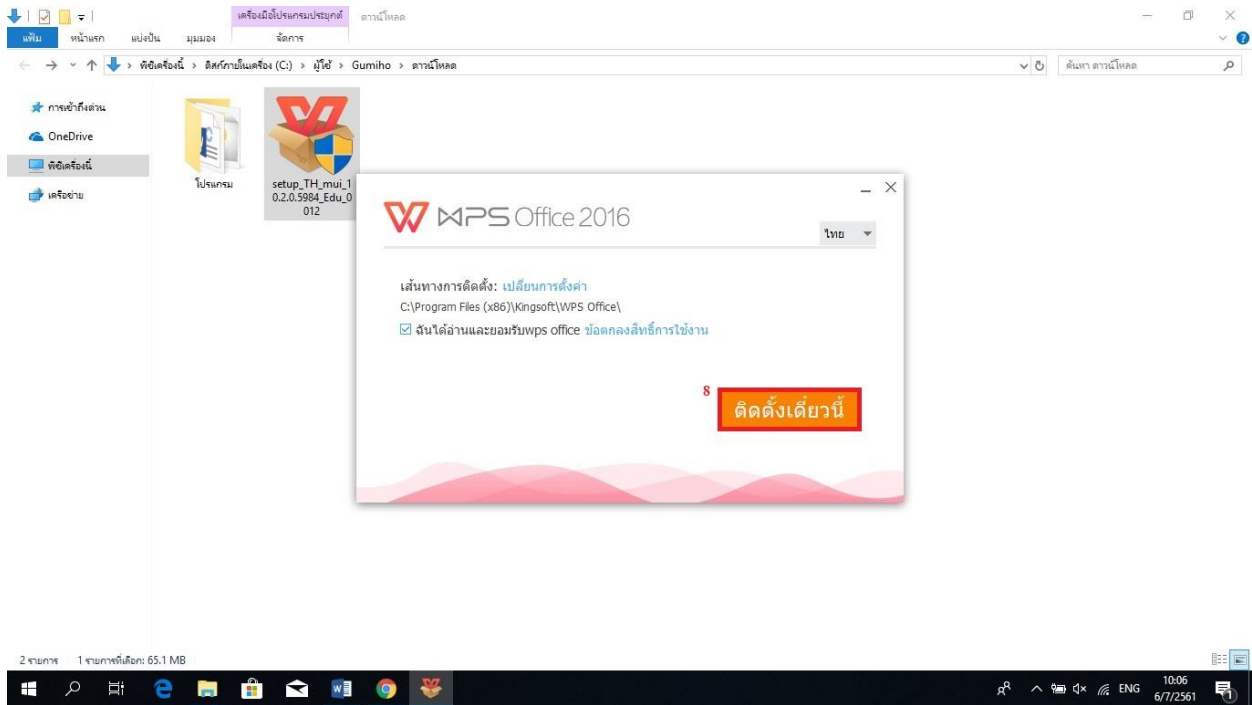 เครื่องมือโปรแกรมประยุกต์ ดาวน์โหลด
แฟ้ม หน้าแรก แบ่งปัน มุมมอง จัดการ
พีซีเครื่องนี้ › ดิสก์ภายในเครื่อง (C:) › ผู้ใช้ › Gumiho › ดาวน์โหลด
ค้นหา ดาวน์โหลด
การเข้าถึงด่วน
OneDrive
พีซีเครื่องนี้
เครือข่าย
โปรแกรม
setup_TH_mui_1
0.2.0.5984_Edu_0
012
WPS Office 2016
ไทย
เส้นทางการติดตั้ง: เปลี่ยนการตั้งค่า
C:\Program Files (x86)\Kingsoft\WPS Office\
ฉันได้อ่านและยอมรับwps office ข้อตกลงสิทธิ์การใช้งาน
8
ติดตั้งเดี๋ยวนี้
2 รายการ 1 รายการที่เลือก: 65.1 MB
ENG
10:06
6/7/2561
1